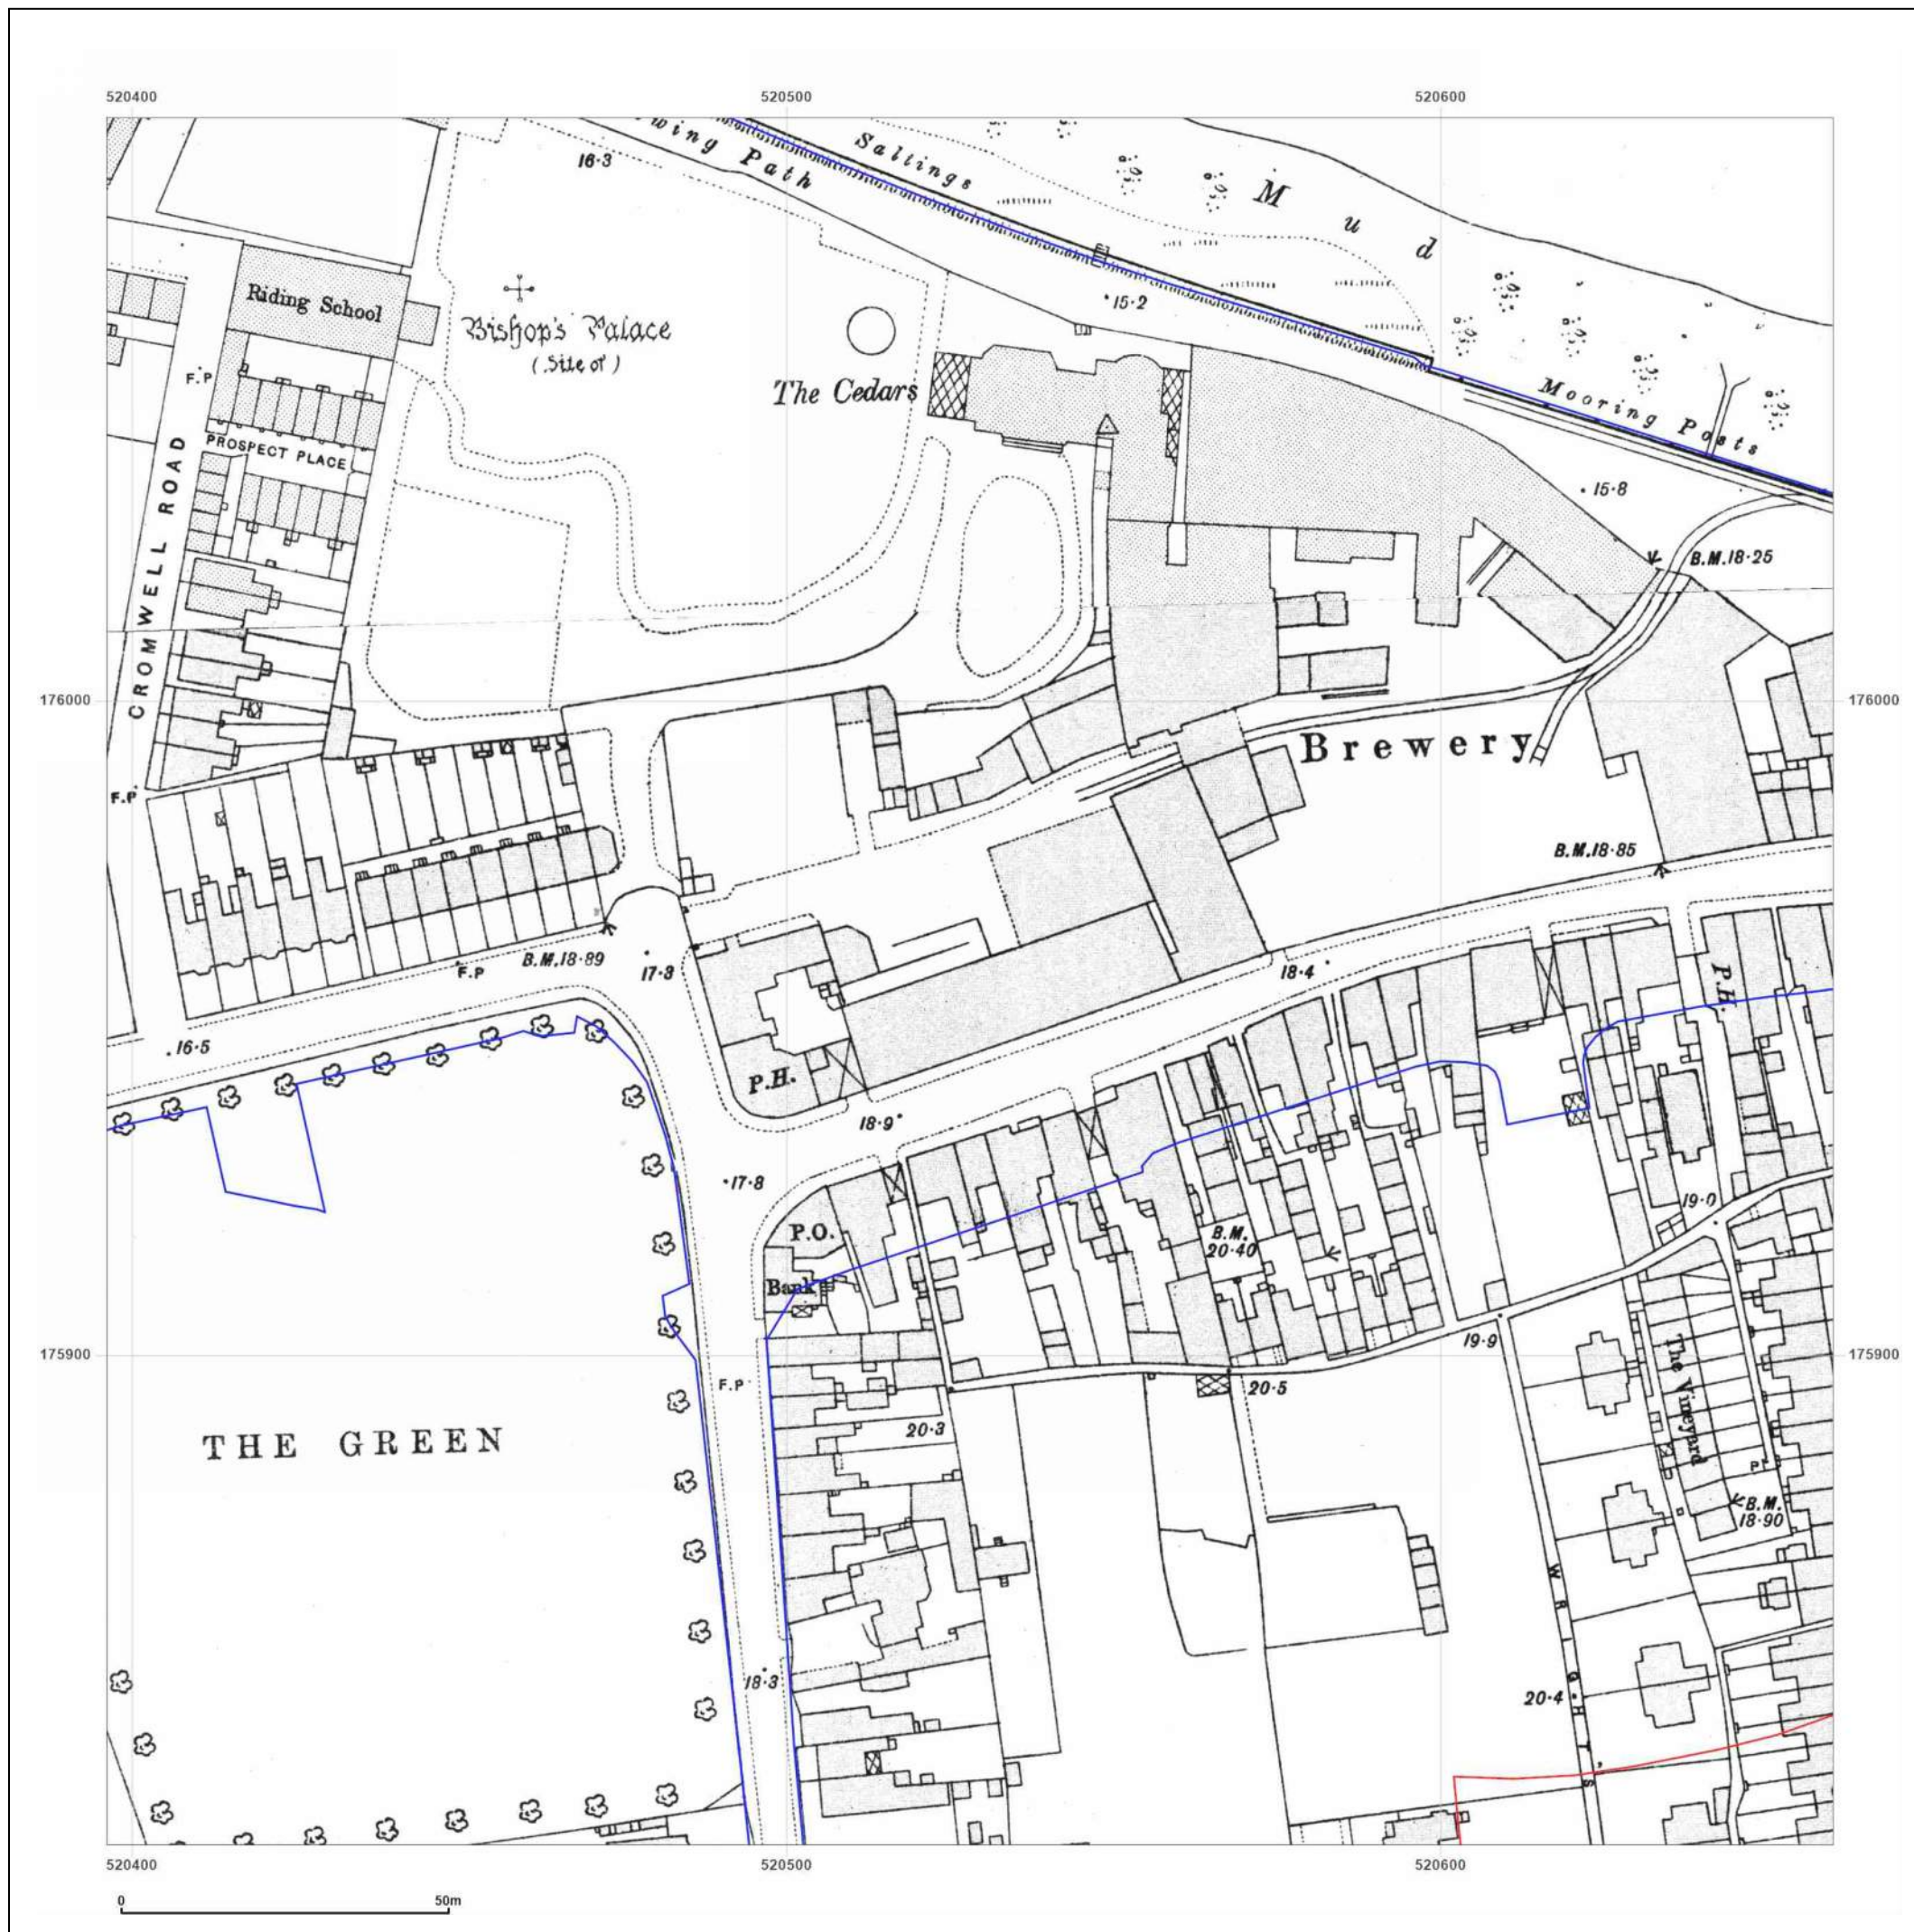 520400
520500
520600
wing Path
Saltings
16·3
Mud
Riding School
Bishop's Palace
(Site of)
15·2
The Cedars
F.P
Mooring Posts
PROSPECT PLACE
CROMWELL ROAD
15·8
B.M.18·25
176000
176000
Brewery
F.P.
B.M.18·85
B.M.18·89
17·8
F.P
18·4
P.H.
16·5
P.H.
18·9
17·8
19·0
P.O.
B.M.
20·40
Bank
19·9
175900
175900
F.P
20·5
The Vineyard
20·3
THE GREEN
P
B.M.
18·90
WRIGHT'S
18·3
20·4
520400
520500
520600
0
50m